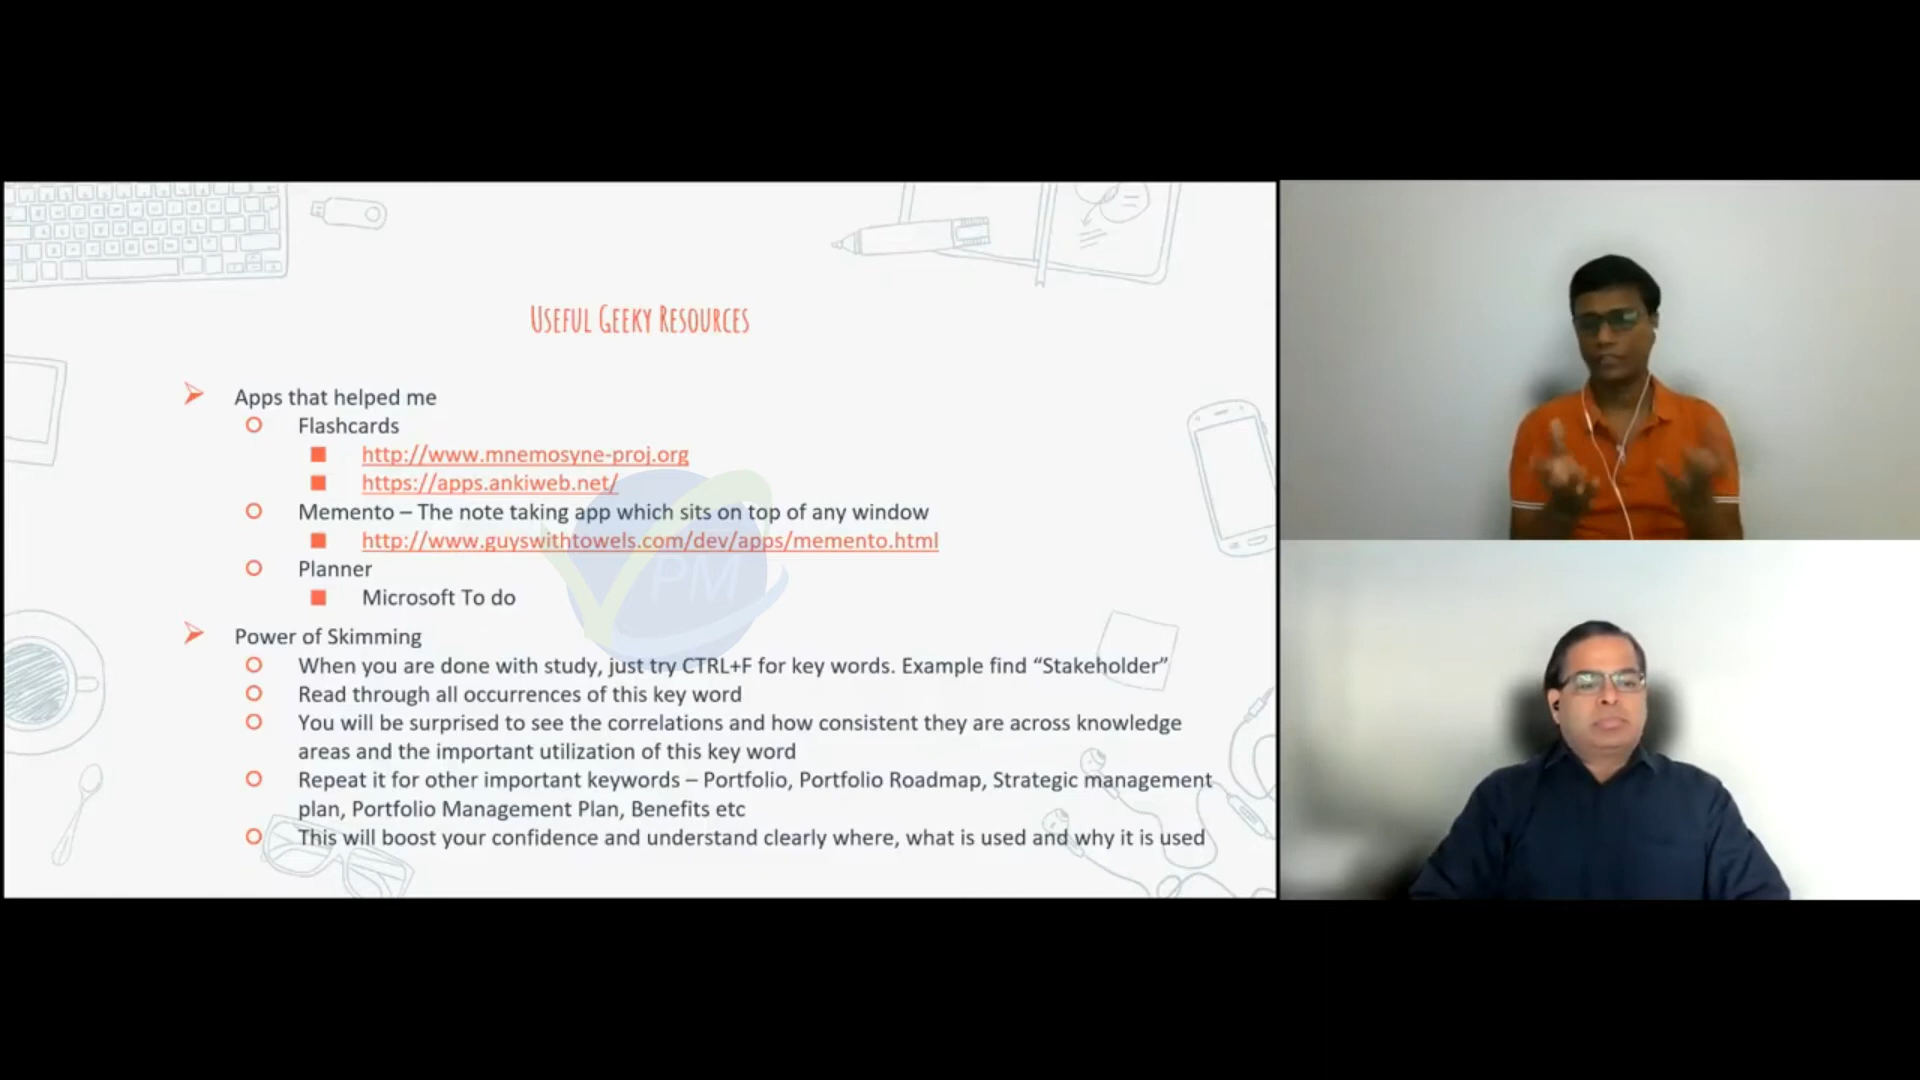 Useful Geeky Resources
Apps that helped me
Flashcards
http://www.mnemosyne-proj.org
https://apps.ankiweb.net/
Memento – The note taking app which sits on top of any window
http://www.guyswithtowels.com/dev/apps/memento.html
Planner
PM
Microsoft To do
Power of Skimming
When you are done with study, just try CTRL+F for key words. Example find “Stakeholder”
Read through all occurrences of this key word
You will be surprised to see the correlations and how consistent they are across knowledge
areas and the important utilization of this key word
Repeat it for other important keywords – Portfolio, Portfolio Roadmap, Strategic management
plan, Portfolio Management Plan, Benefits etc
This will boost your confidence and understand clearly where, what is used and why it is used